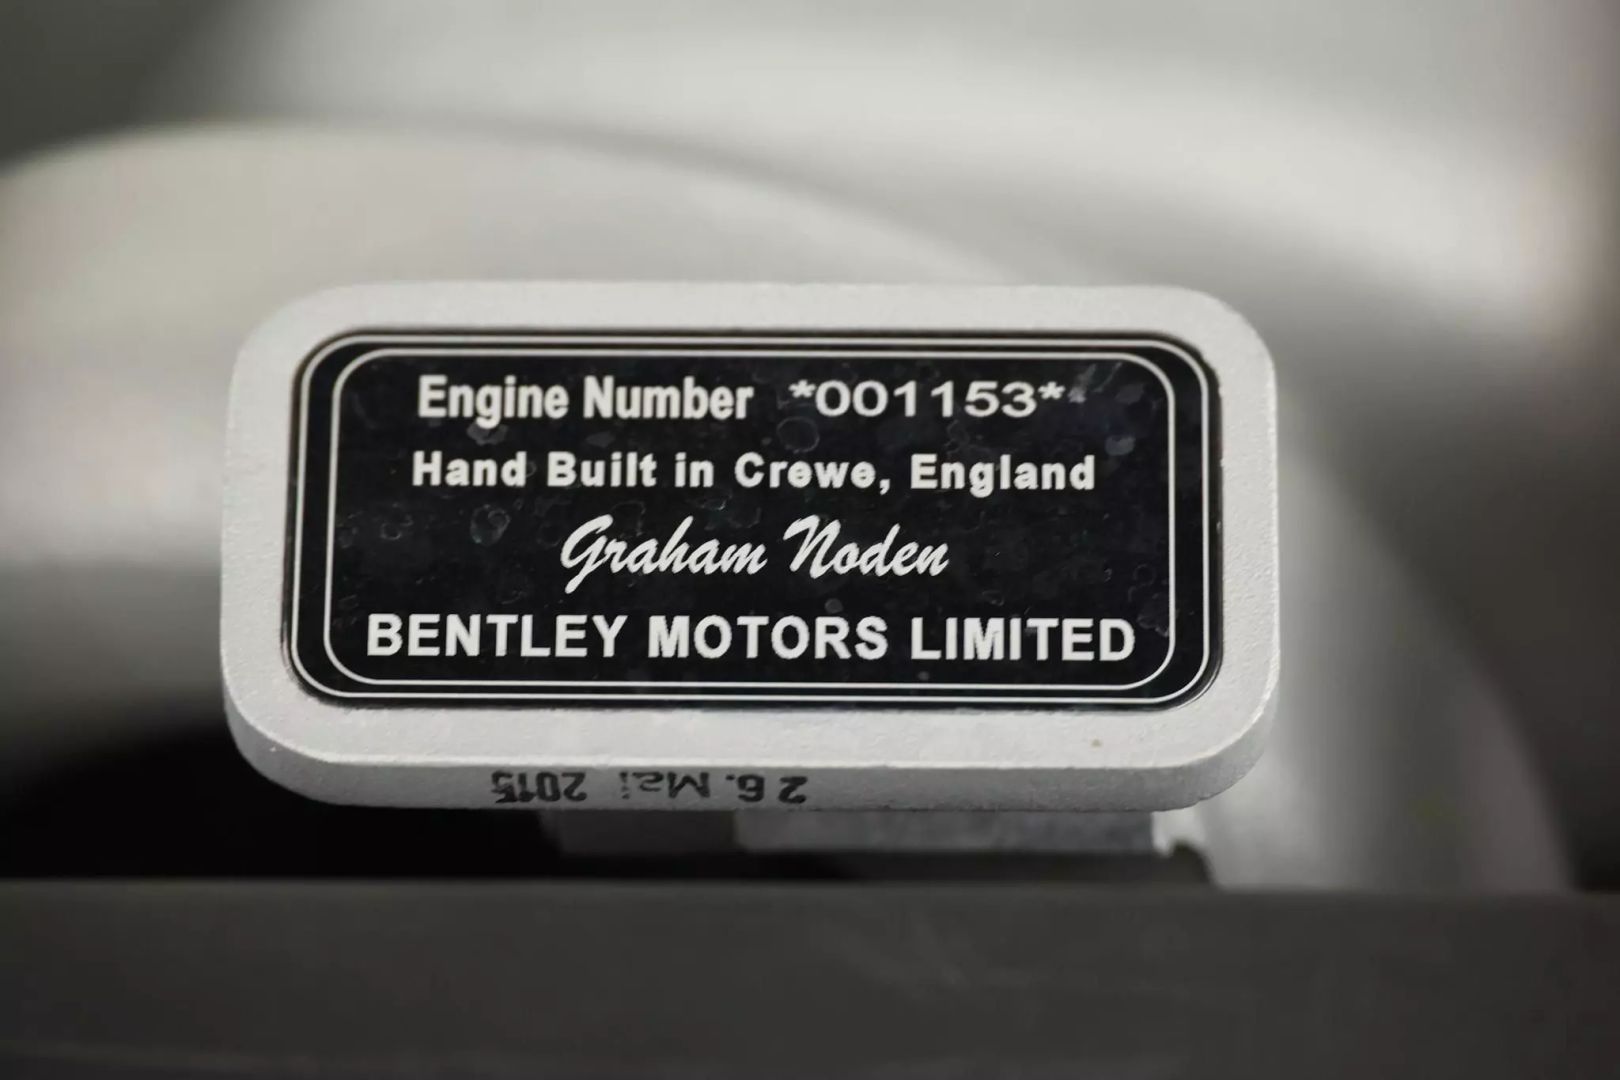 Engine Number *001153*
Hand Built in Crewe, England
Graham Noden
BENTLEY MOTORS LIMITED
26. Mai 2015